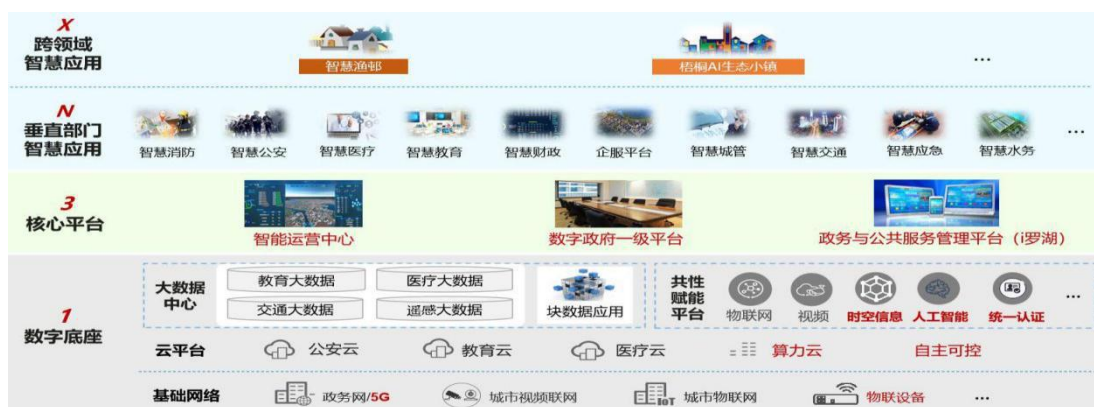 X
跨领域
智慧应用
智慧渔邨
梧桐AI生态小镇
...
N
垂直部门
智慧应用
智慧消防
智慧公安
智慧医疗
智慧教育
智慧财政
企服平台
智慧城管
智慧交通
智慧应急
智慧水务
...
3
核心平台
智能运营中心
数字政府一级平台
政务与公共服务管理平台（i罗湖）
1
数字底座
大数据
中心
教育大数据
医疗大数据
交通大数据
遥感大数据
块数据应用
共性
赋能
平台
物联网
视频
时空信息
人工智能
统一认证
...
云平台
公安云
教育云
医疗云
算力云
自主可控
基础网络
政务网/5G
城市视频联网
IoT
城市物联网
物联设备
...